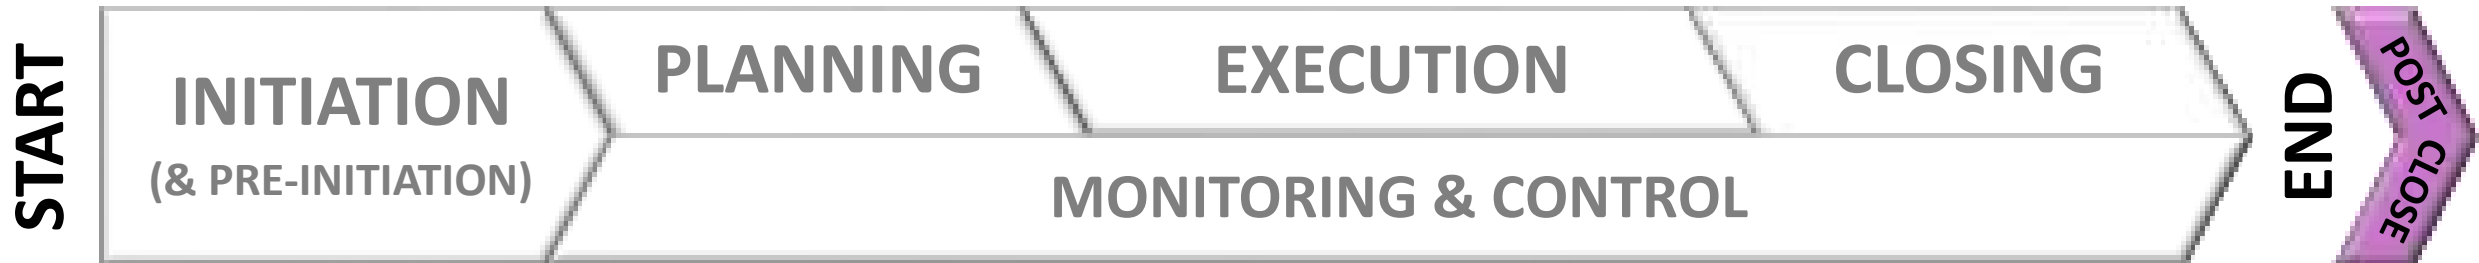 START
INITIATION
(& PRE-INITIATION)
PLANNING
EXECUTION
CLOSING
MONITORING & CONTROL
END
POST CLOSE